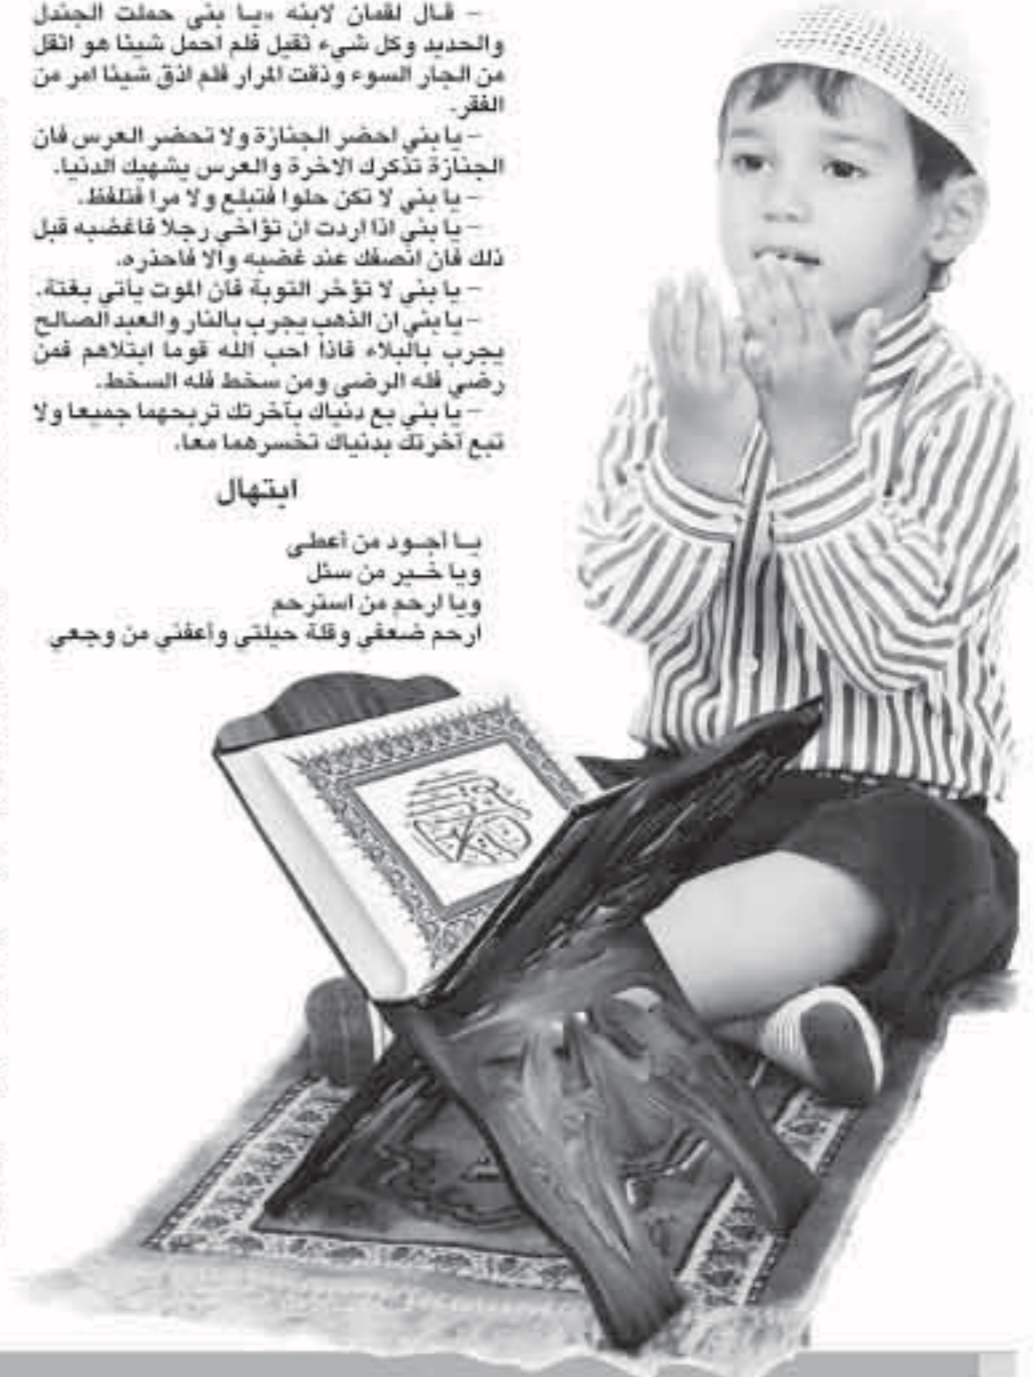 – قال لقمان لابنه «يا بني حملت الجندل
والحديد وكل شيء ثقيل فلم احمل شيئا هو اثقل
من الجار السوء وذقت المرار فلم اذق شيئا امر من
الفقر.
– يا بني احضر الجنازة ولا تحضر العرس فان
الجنازة تذكرك الاخرة والعرس يشهيك الدنيا.
– يا بني لا تكن حلوا فتبلع ولا مرا فتلفظ.
– يا بني اذا اردت ان تؤاخي رجلا فاغضبه قبل
ذلك فان انصفك عند غضبه والا فاحذره.
– يا بني لا تؤخر التوبة فان الموت يأتي بغتة.
– يا بني ان الذهب يجرب بالنار والعبد الصالح
يجرب بالبلاء فاذا احب الله قوما ابتلاهم فمن
رضي فله الرضى ومن سخط فله السخط.
– يا بني بع دنياك بآخرتك تربحهما جميعا ولا
تبع آخرتك بدنياك تخسرهما معا.
ابتهال
يا أجود من أعطى
ويا خير من سئل
ويا ارحم من استرحم
ارحم ضعفي وقلة حيلتي وأعفني من وجعي